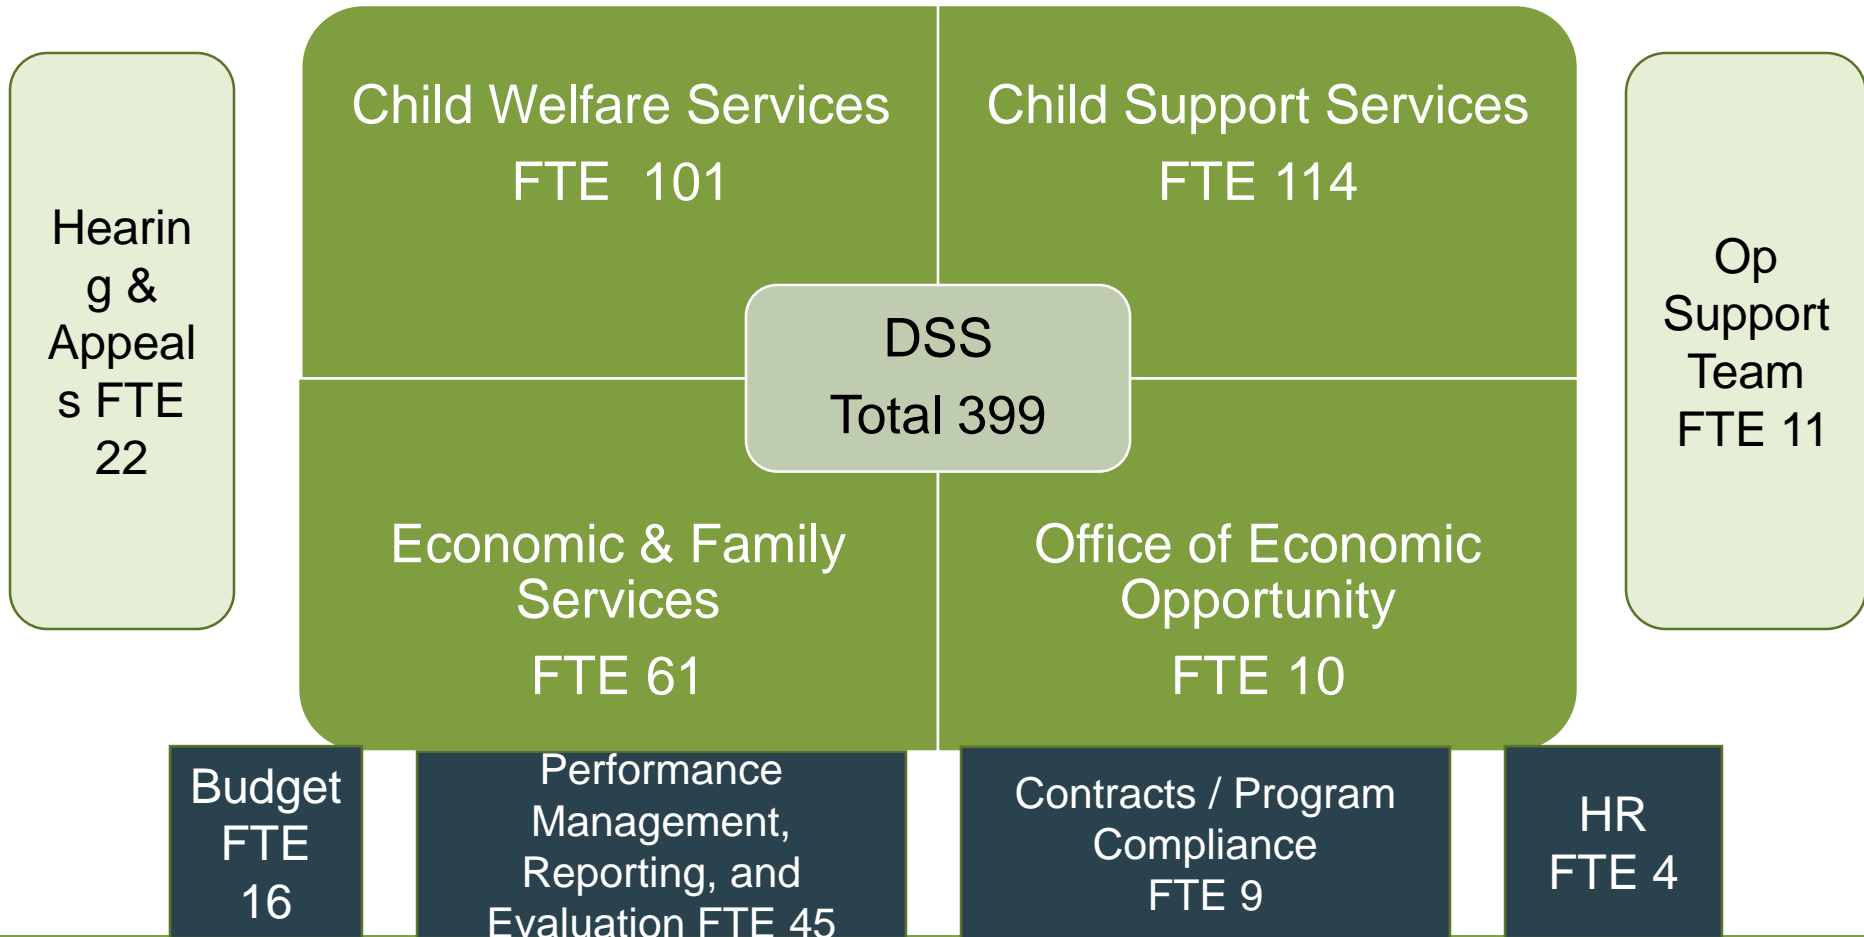 Hearin
g &
Appeal
s FTE
22
Child Welfare Services
FTE 101
Child Support Services
FTE 114
DSS
Total 399
Economic & Family
Services
FTE 61
Office of Economic
Opportunity
FTE 10
Op
Support
Team
FTE 11
Budget
FTE
16
Performance
Management,
Reporting, and
Evaluation FTE 45
Contracts / Program
Compliance
FTE 9
HR
FTE 4